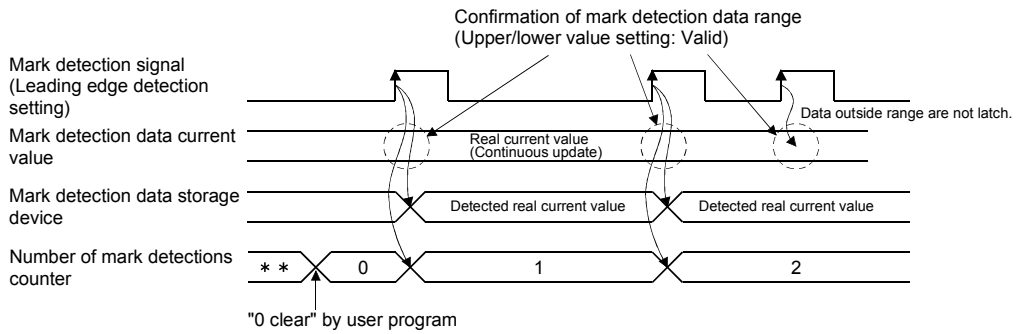 Confirmation of mark detection data range
(Upper/lower value setting: Valid)
Mark detection signal
(Leading edge detection
setting)
Data outside range are not latch.
Mark detection data current
value
Real current value
(Continuous update)
Mark detection data storage
device
Detected real current value
Detected real current value
Number of mark detections
counter
* *
0
1
2
"0 clear" by user program